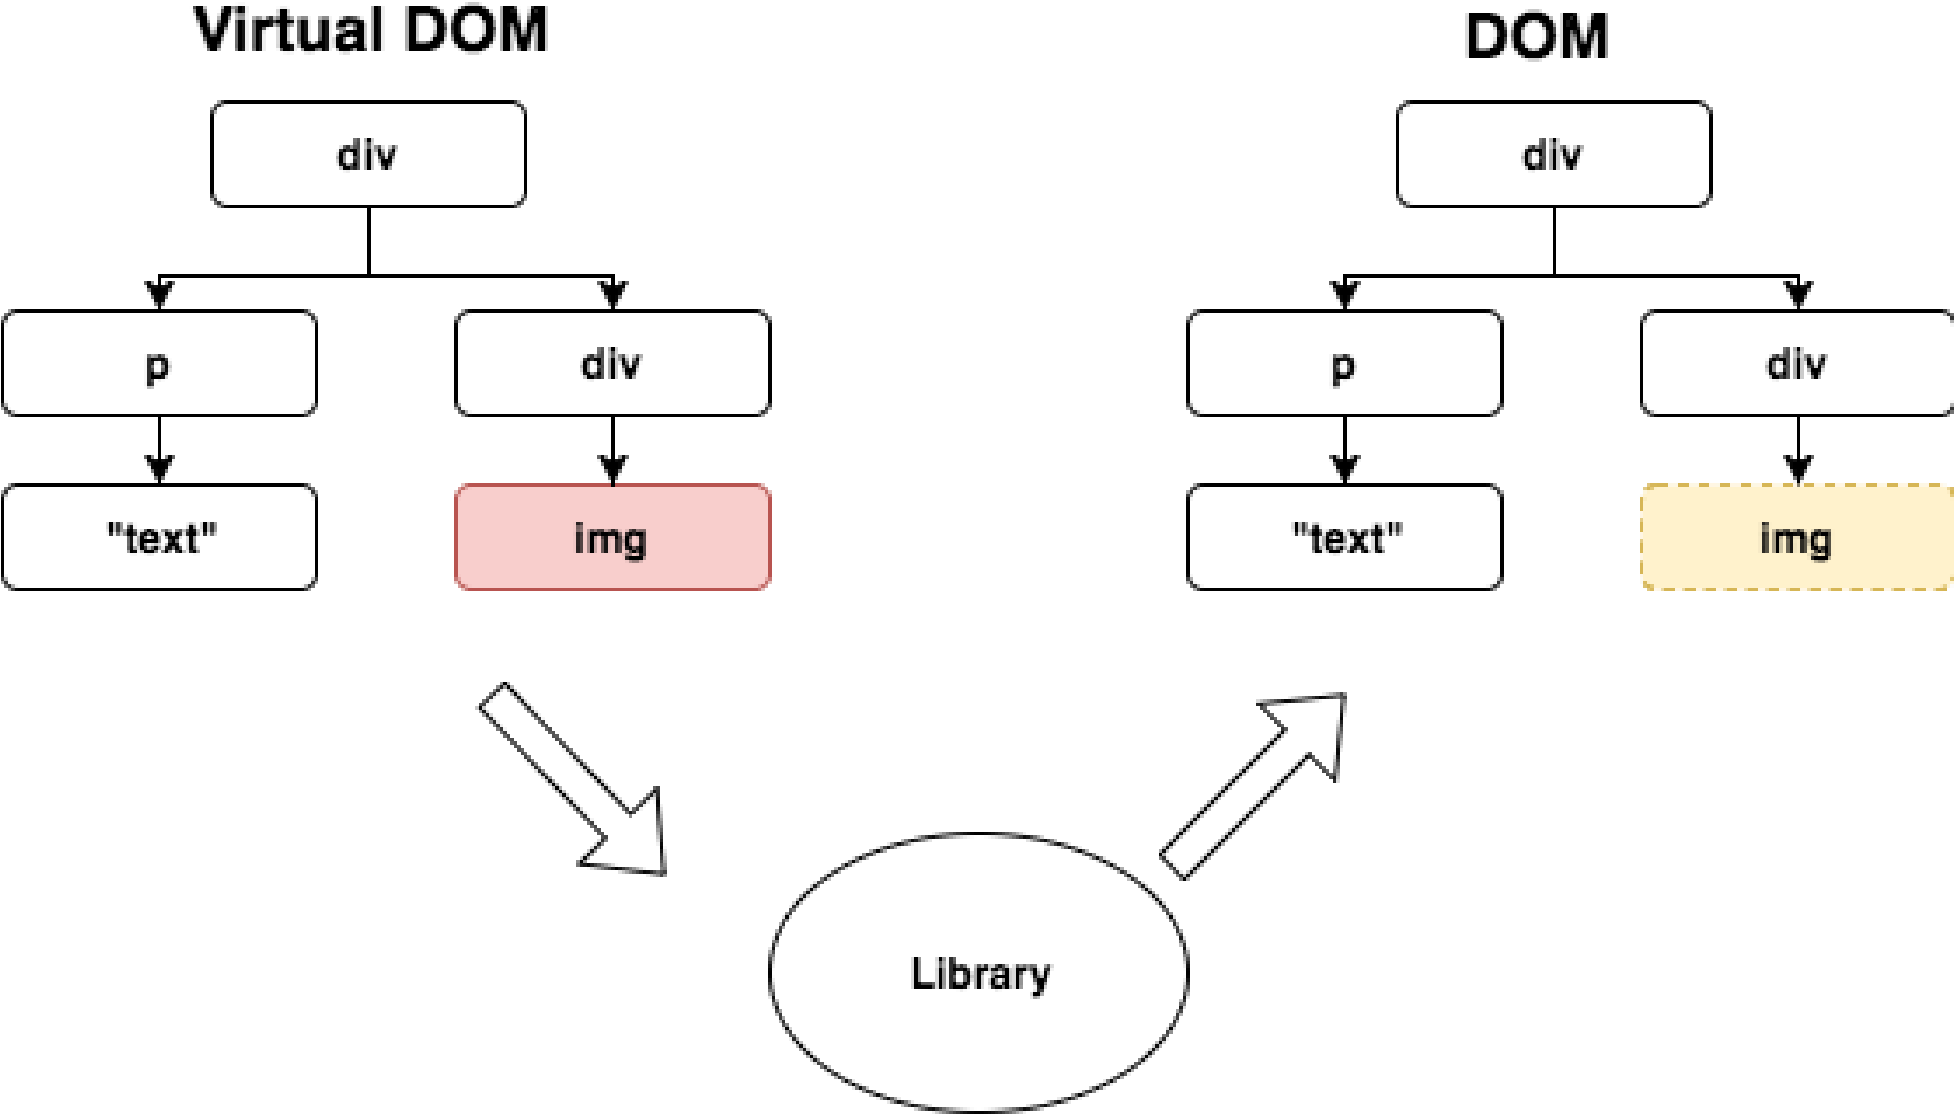 Virtual DOM
DOM
div
div
p
div
p
div
"text"
img
"text"
img
Library